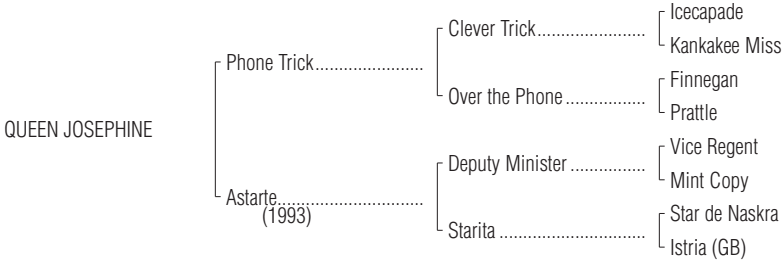 Icecapade
Clever Trick......................
Kankakee Miss
Phone Trick......................
Finnegan
Over the Phone ................
Prattle
QUEEN JOSEPHINE
Vice Regent
Deputy Minister ...............
Mint Copy
Astarte.............................
(1993)
Star de Naskra
Starita .............................
Istria (GB)